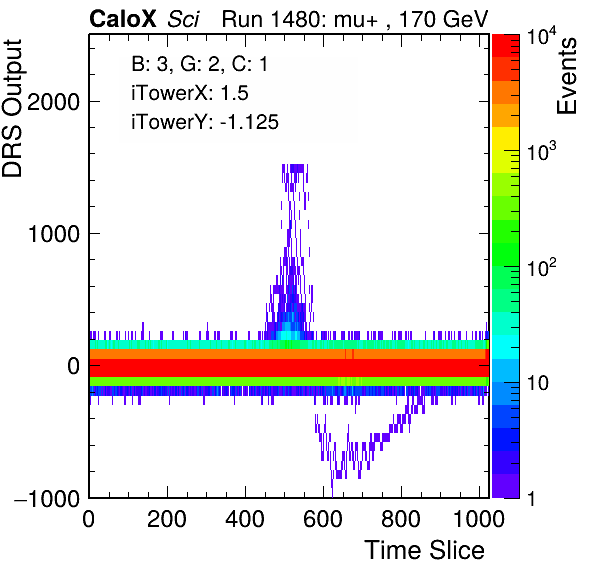 CaloX Sci Run 1480: mu+ , 170 GeV
B: 3, G: 2, C: 1
iTowerX: 1.5
iTowerY: -1.125
DRS Output
2000
1000
0
−1000
0 200 400 600 800 1000
Time Slice
Events
10^4
10^3
10^2
10
1